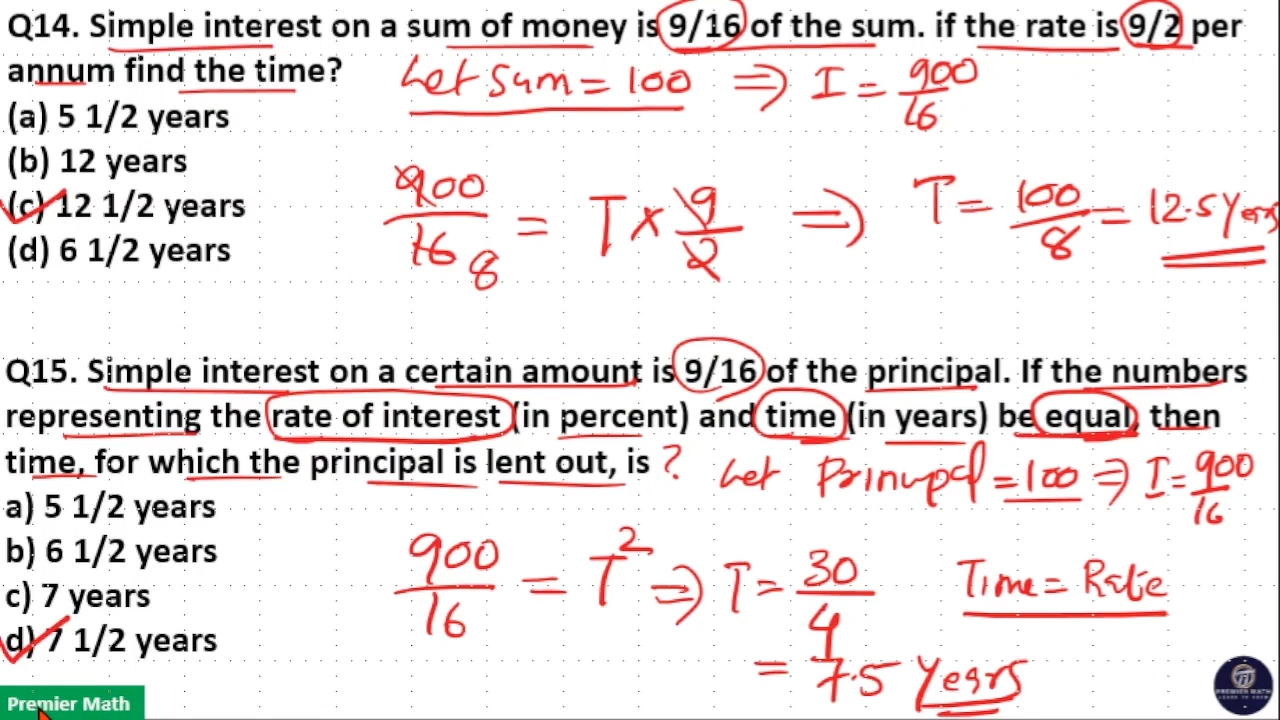 Q14. Simple interest on a sum of money is 9/16 of the sum. if the rate is 9/2 per
annum find the time?
Let Sum = 100 ⇒ I = 900/16
(a) 5 1/2 years
(b) 12 years
(c) 12 1/2 years
(d) 6 1/2 years
900/16 8 = T × 9/2 ⇒ T = 100/8 = 12.5 Years
Q15. Simple interest on a certain amount is 9/16 of the principal. If the numbers
representing the rate of interest (in percent) and time (in years) be equal, then
time, for which the principal is lent out, is ?
Let Prinupal = 100 ⇒ I = 900/16
a) 5 1/2 years
b) 6 1/2 years
c) 7 years
d) 7 1/2 years
900/16 = T² ⇒ T = 30/4
Time = Rate
= 7.5 Years
Premier Math
PREMIER MATH
LEARN TO KNOW